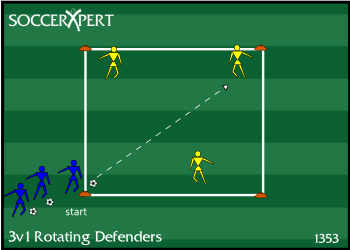 SOCCERXPERT
start
3v1 Rotating Defenders
1353